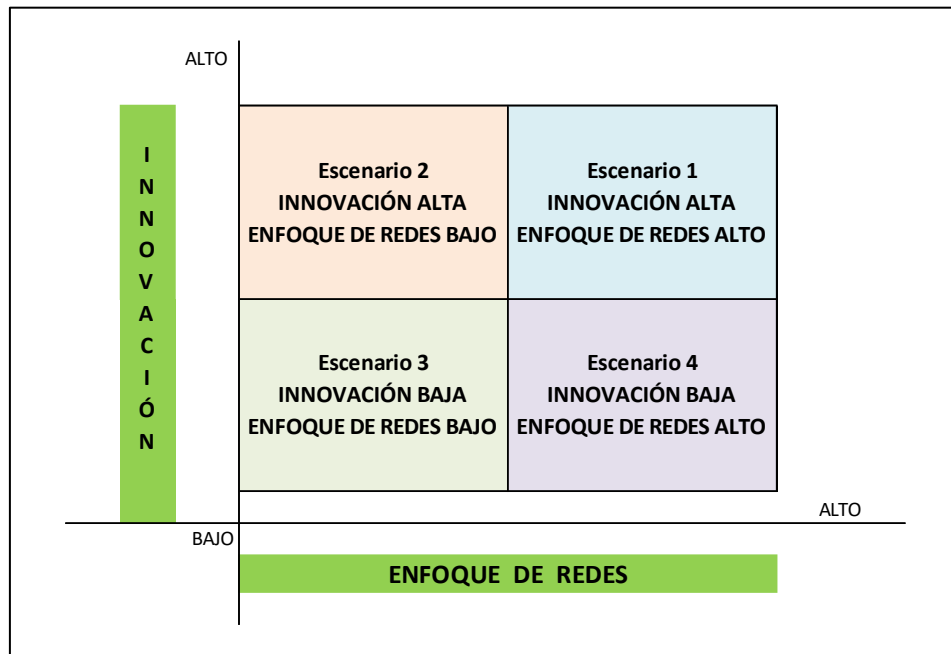 ALTO
INNOVACIÓN
Escenario 2
INNOVACIÓN ALTA
ENFOQUE DE REDES BAJO
Escenario 1
INNOVACIÓN ALTA
ENFOQUE DE REDES ALTO
Escenario 3
INNOVACIÓN BAJA
ENFOQUE DE REDES BAJO
Escenario 4
INNOVACIÓN BAJA
ENFOQUE DE REDES ALTO
ALTO
BAJO
ENFOQUE DE REDES